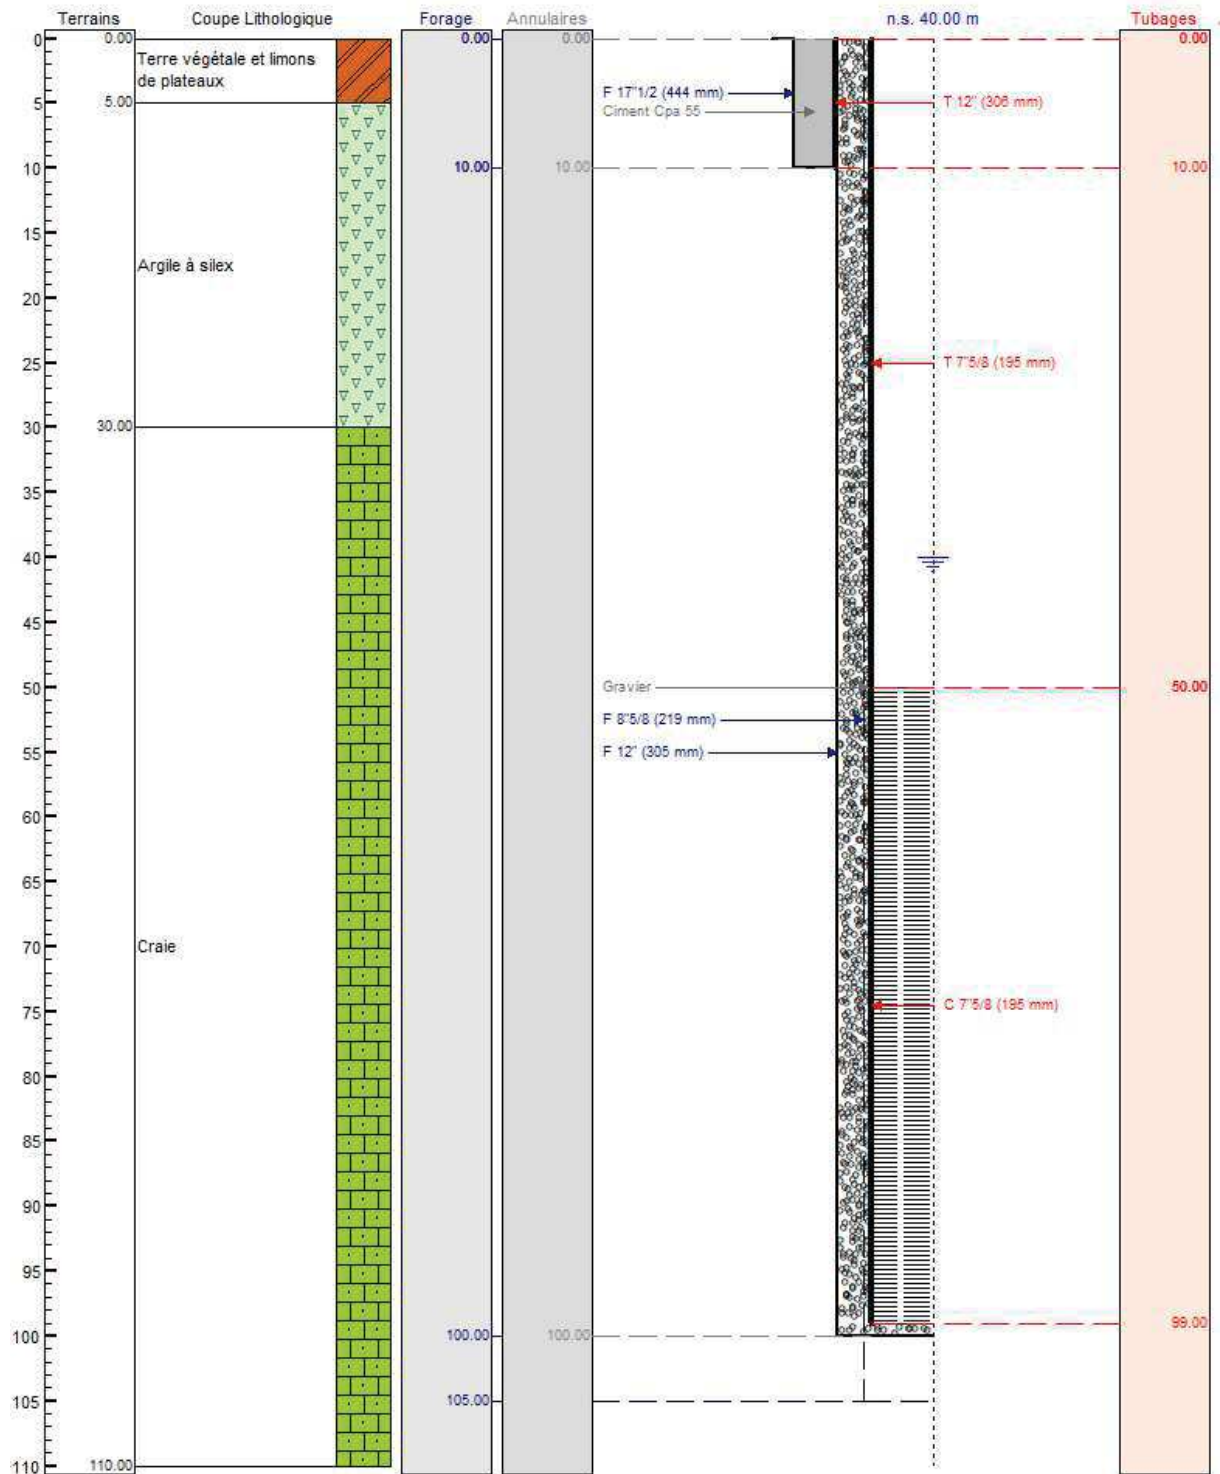 Terrains Coupe Lithologique Forage Annulaires n.s. 40.00 m Tubages
0 0.00 0.00 0.00 0.00
Terre végétale et limons
de plateaux
F 17"1/2 (444 mm)
5 5.00 T 12" (306 mm)
Ciment Cpa 55
10 10.00 10.00 10.00
15
Argile à silex
20
25 T 7"5/8 (195 mm)
30 30.00
35
40
45
50 Gravier 50.00
F 8"5/8 (219 mm)
55 F 12" (305 mm)
60
65
70 Craie
75 C 7"5/8 (195 mm)
80
85
90
95
99.00
100 100.00 100.00
105 105.00
110 110.00